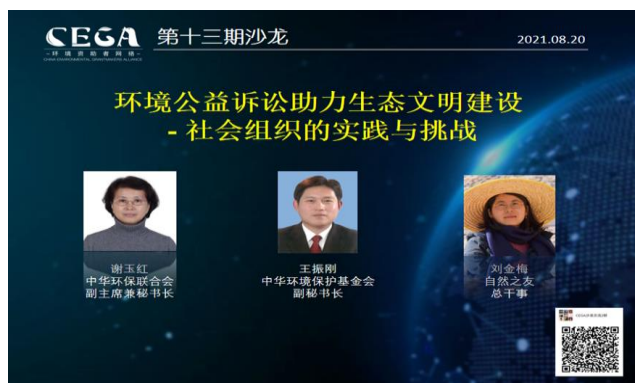 CEGA
第十三期沙龙
2021.08.20
-环境资助者网络-
CHINA ENVIRONMENTAL GRANTMAKERS ALLIANCE
环境公益诉讼助力生态文明建设
- 社会组织的实践与挑战
谢玉红
中华环保联合会
副主席兼秘书长
王振刚
中华环境保护基金会
副秘书长
刘金梅
自然之友
总干事